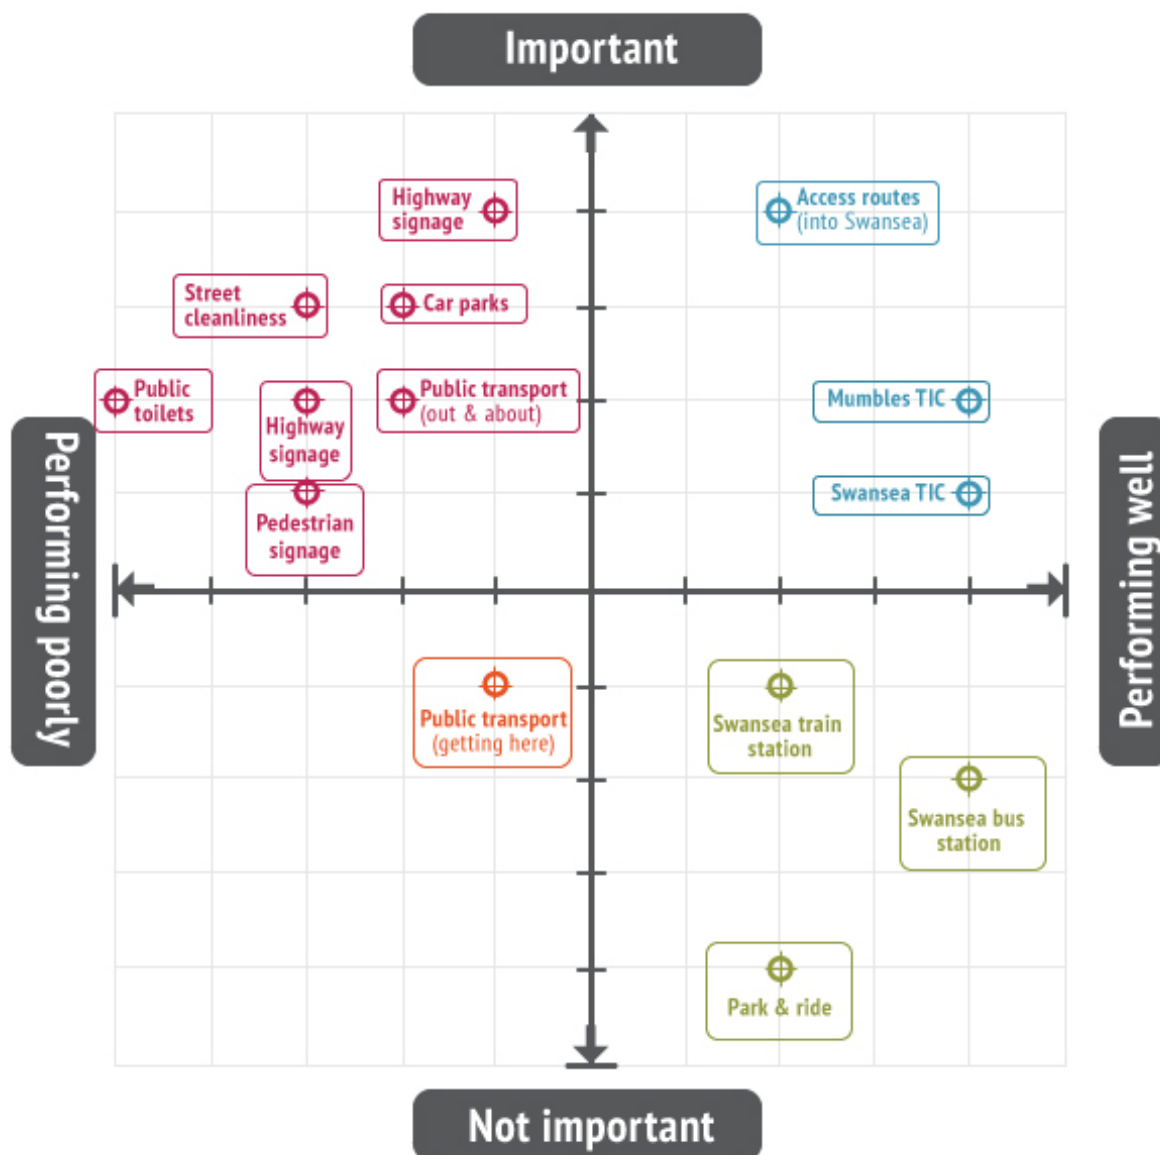 Important
Highway
signage
Access routes
(into Swansea)
Street
cleanliness
Car parks
Public
toilets
Highway
signage
Public transport
(out & about)
Mumbles TIC
Swansea TIC
Pedestrian
signage
Performing poorly
Performing well
Public transport
(getting here)
Swansea train
station
Swansea bus
station
Park & ride
Not important